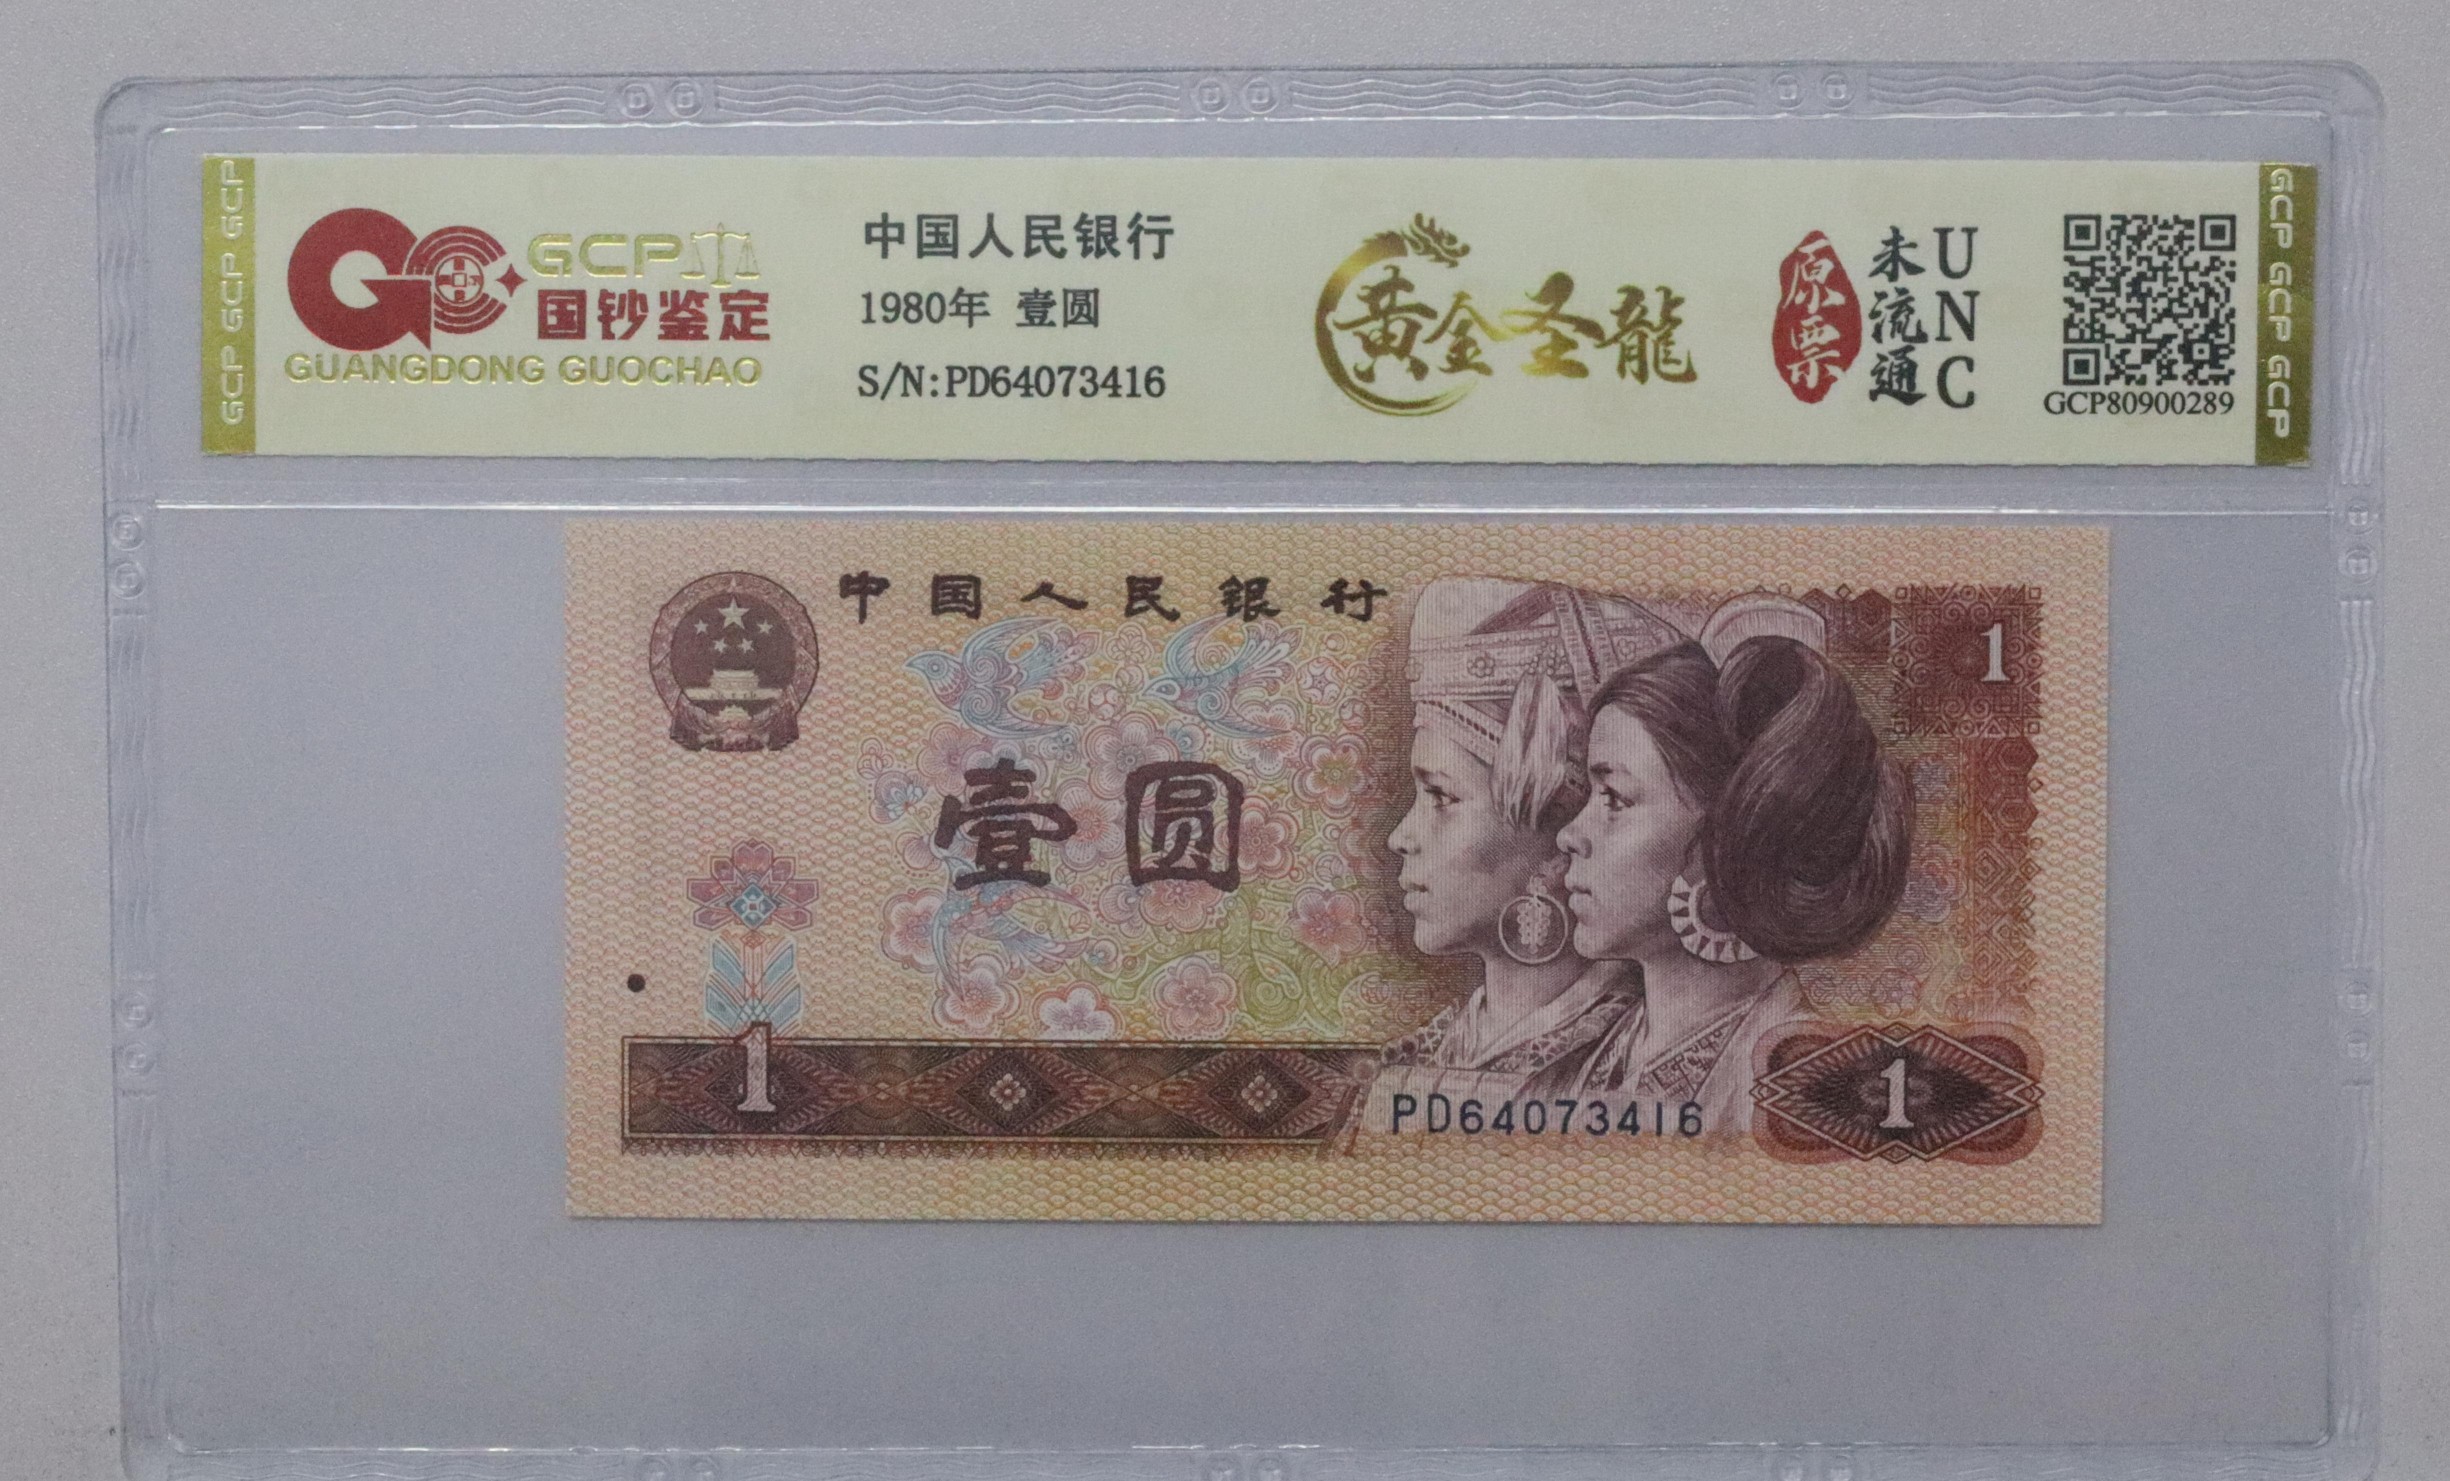 GCP GCP GCP
GCP
国钞鉴定
GUANGDONG GUOCHAO
中国人民银行
1980年 壹圆
S/N:PD64073416
黄金圣龍
原票
未流通
UNC
GCP80900289
GCP GCP GCP
中国人民银行
1
壹圆
1
PD64073416
1